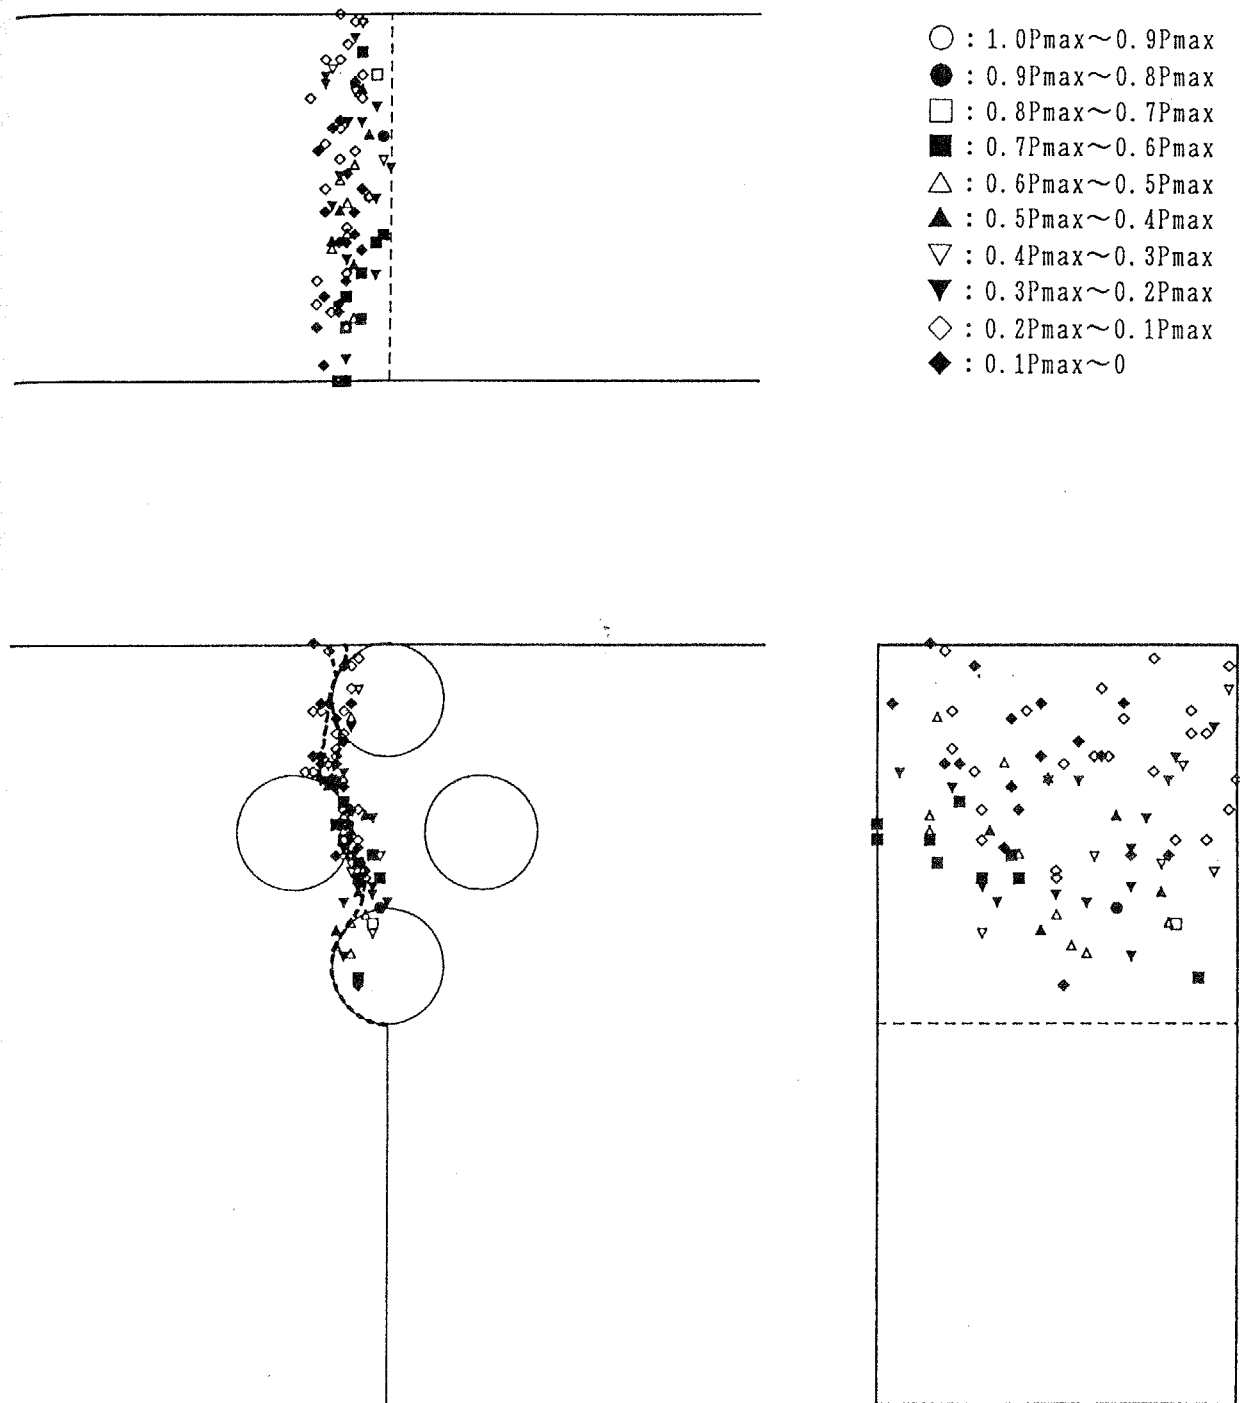 ○ : 1.0Pmax～0.9Pmax
● : 0.9Pmax～0.8Pmax
□ : 0.8Pmax～0.7Pmax
■ : 0.7Pmax～0.6Pmax
△ : 0.6Pmax～0.5Pmax
▲ : 0.5Pmax～0.4Pmax
▽ : 0.4Pmax～0.3Pmax
▼ : 0.3Pmax～0.2Pmax
◇ : 0.2Pmax～0.1Pmax
◆ : 0.1Pmax～0